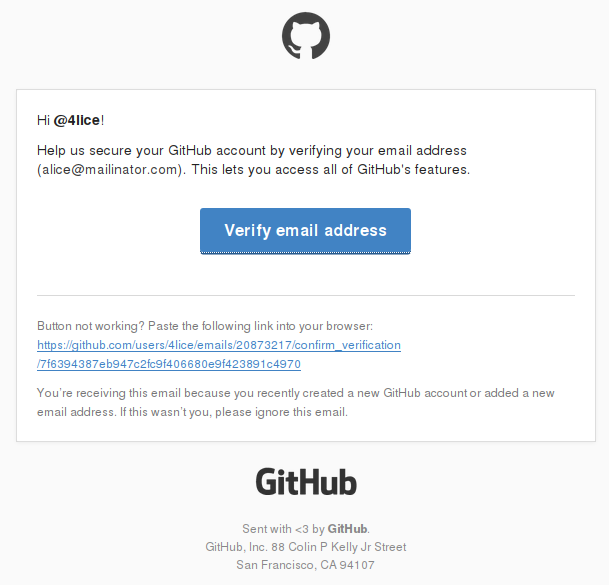 Hi @4lice!
Help us secure your GitHub account by verifying your email address
(alice@mailinator.com). This lets you access all of GitHub's features.
Verify email address
Button not working? Paste the following link into your browser:
https://github.com/users/4lice/emails/20873217/confirm_verification
/7f6394387eb947c2fc9f406680e9f423891c4970
You're receiving this email because you recently created a new GitHub account or added a new
email address. If this wasn't you, please ignore this email.
GitHub
Sent with <3 by GitHub.
GitHub, Inc. 88 Colin P Kelly Jr Street
San Francisco, CA 94107